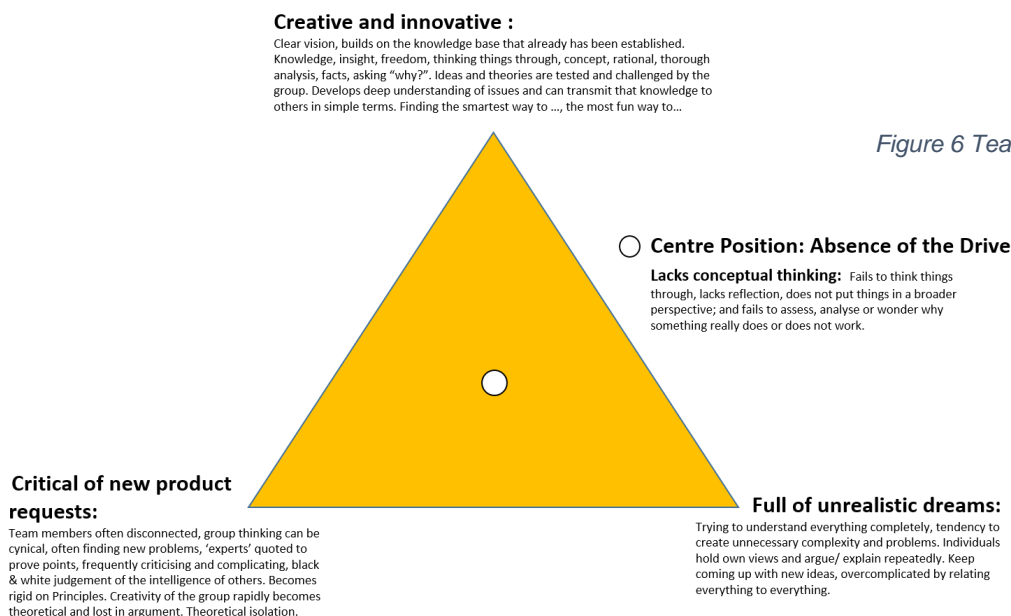 Creative and innovative :
Clear vision, builds on the knowledge base that already has been established.
Knowledge, insight, freedom, thinking things through, concept, rational, thorough
analysis, facts, asking “why?”. Ideas and theories are tested and challenged by the
group. Develops deep understanding of issues and can transmit that knowledge to
others in simple terms. Finding the smartest way to …, the most fun way to…
Figure 6 Tea
Centre Position: Absence of the Drive
Lacks conceptual thinking: Fails to think things
through, lacks reflection, does not put things in a broader
perspective; and fails to assess, analyse or wonder why
something really does or does not work.
Critical of new product
requests:
Team members often disconnected, group thinking can be
cynical, often finding new problems, ‘experts’ quoted to
prove points, frequently criticising and complicating, black
& white judgement of the intelligence of others. Becomes
rigid on Principles. Creativity of the group rapidly becomes
theoretical and lost in argument. Theoretical isolation.
Full of unrealistic dreams:
Trying to understand everything completely, tendency to
create unnecessary complexity and problems. Individuals
hold own views and argue/ explain repeatedly. Keep
coming up with new ideas, overcomplicated by relating
everything to everything.